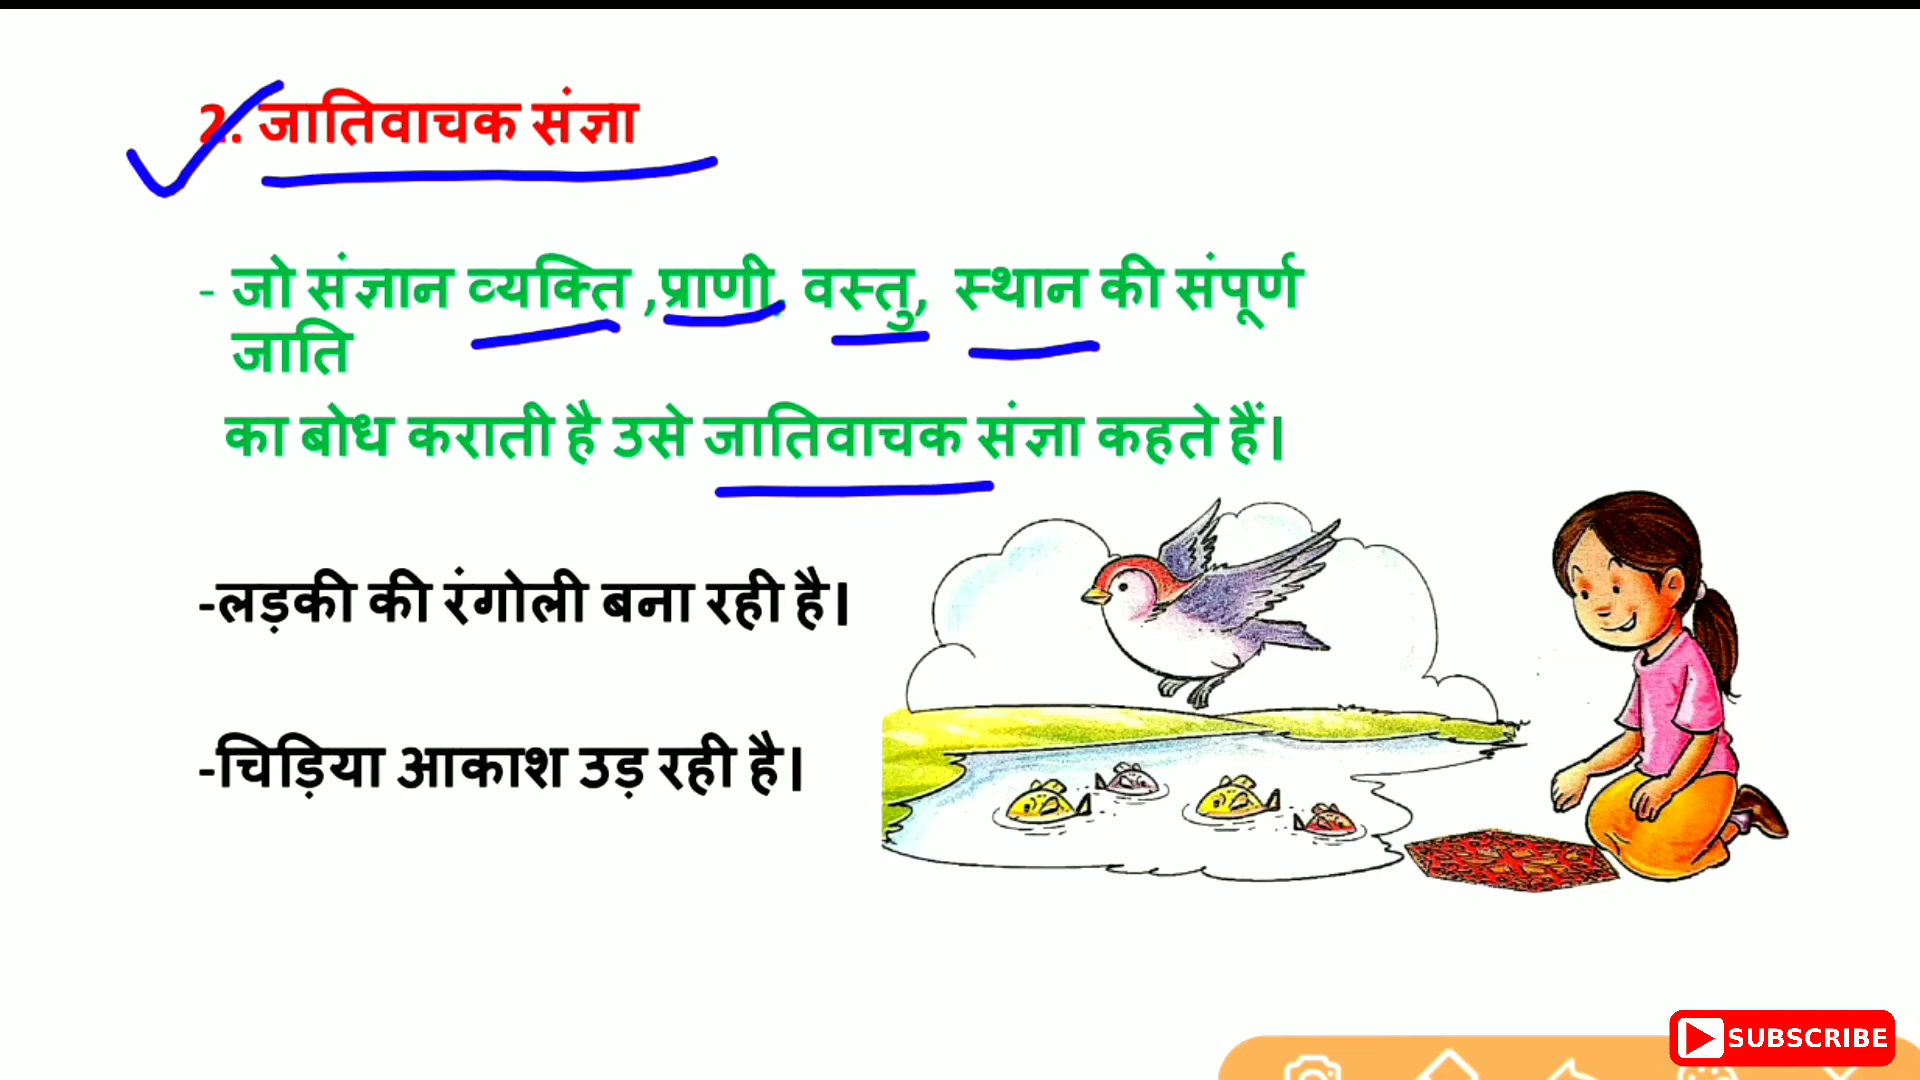 2. जातिवाचक संज्ञा
- जो संज्ञान व्यक्ति ,प्राणी, वस्तु, स्थान की संपूर्ण
जाति
का बोध कराती है उसे जातिवाचक संज्ञा कहते हैं।
-लड़की की रंगोली बना रही है।
-चिड़िया आकाश उड़ रही है।
SUBSCRIBE